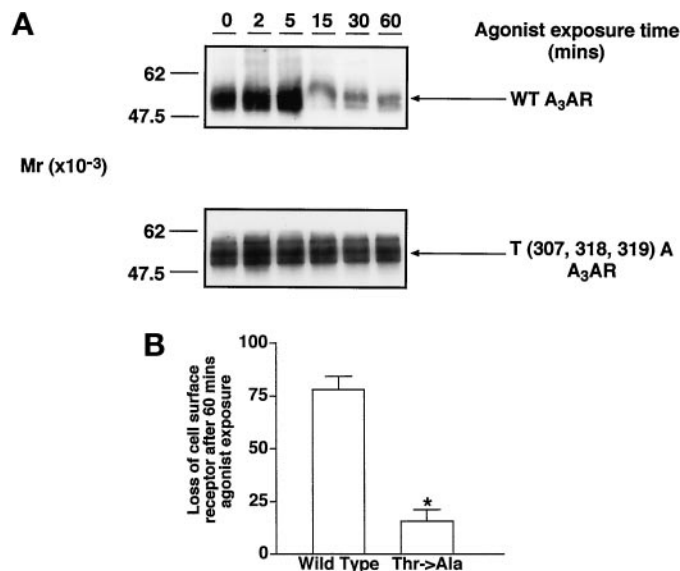 A
0 2 5 15 30 60
Agonist exposure time
(mins)
62
47.5
WT A₃AR
Mr (x10⁻³)
62
47.5
T (307, 318, 319) A
A₃AR
B
100
75
50
25
0
Loss of cell surface
receptor after 60 mins
agonist exposure
*
Wild Type Thr->Ala